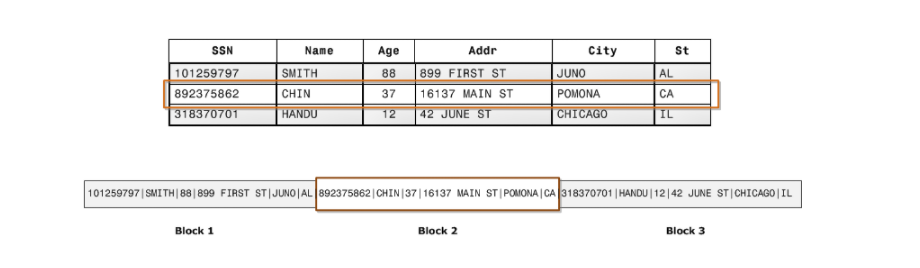 SSN Name Age Addr City St
101259797 SMITH 88 899 FIRST ST JUNO AL
892375862 CHIN 37 16137 MAIN ST POMONA CA
318370701 HANDU 12 42 JUNE ST CHICAGO IL
101259797|SMITH|88|899 FIRST ST|JUNO|AL 892375862|CHIN|37|16137 MAIN ST|POMONA|CA 318370701|HANDU|12|42 JUNE ST|CHICAGO|IL
Block 1 Block 2 Block 3